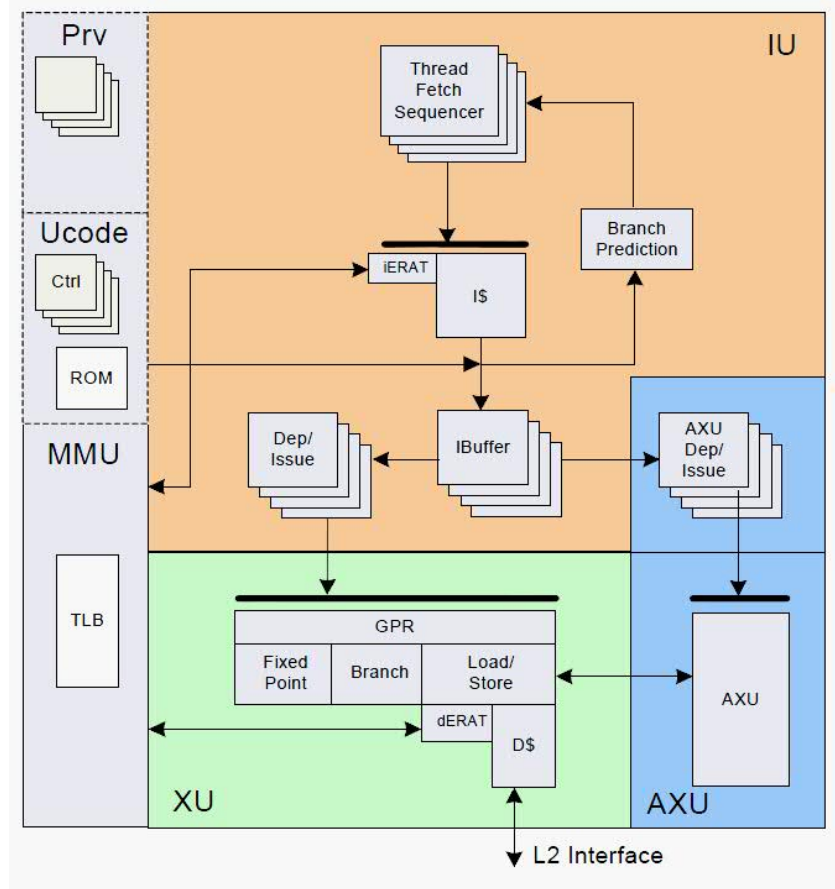 Prv
IU
Thread
Fetch
Sequencer
Ucode
Ctrl
ROM
Branch
Prediction
iERAT
I$
MMU
Dep/
Issue
IBuffer
AXU
Dep/
Issue
TLB
GPR
Fixed
Point
Branch
Load/
Store
AXU
dERAT
D$
XU
AXU
L2 Interface